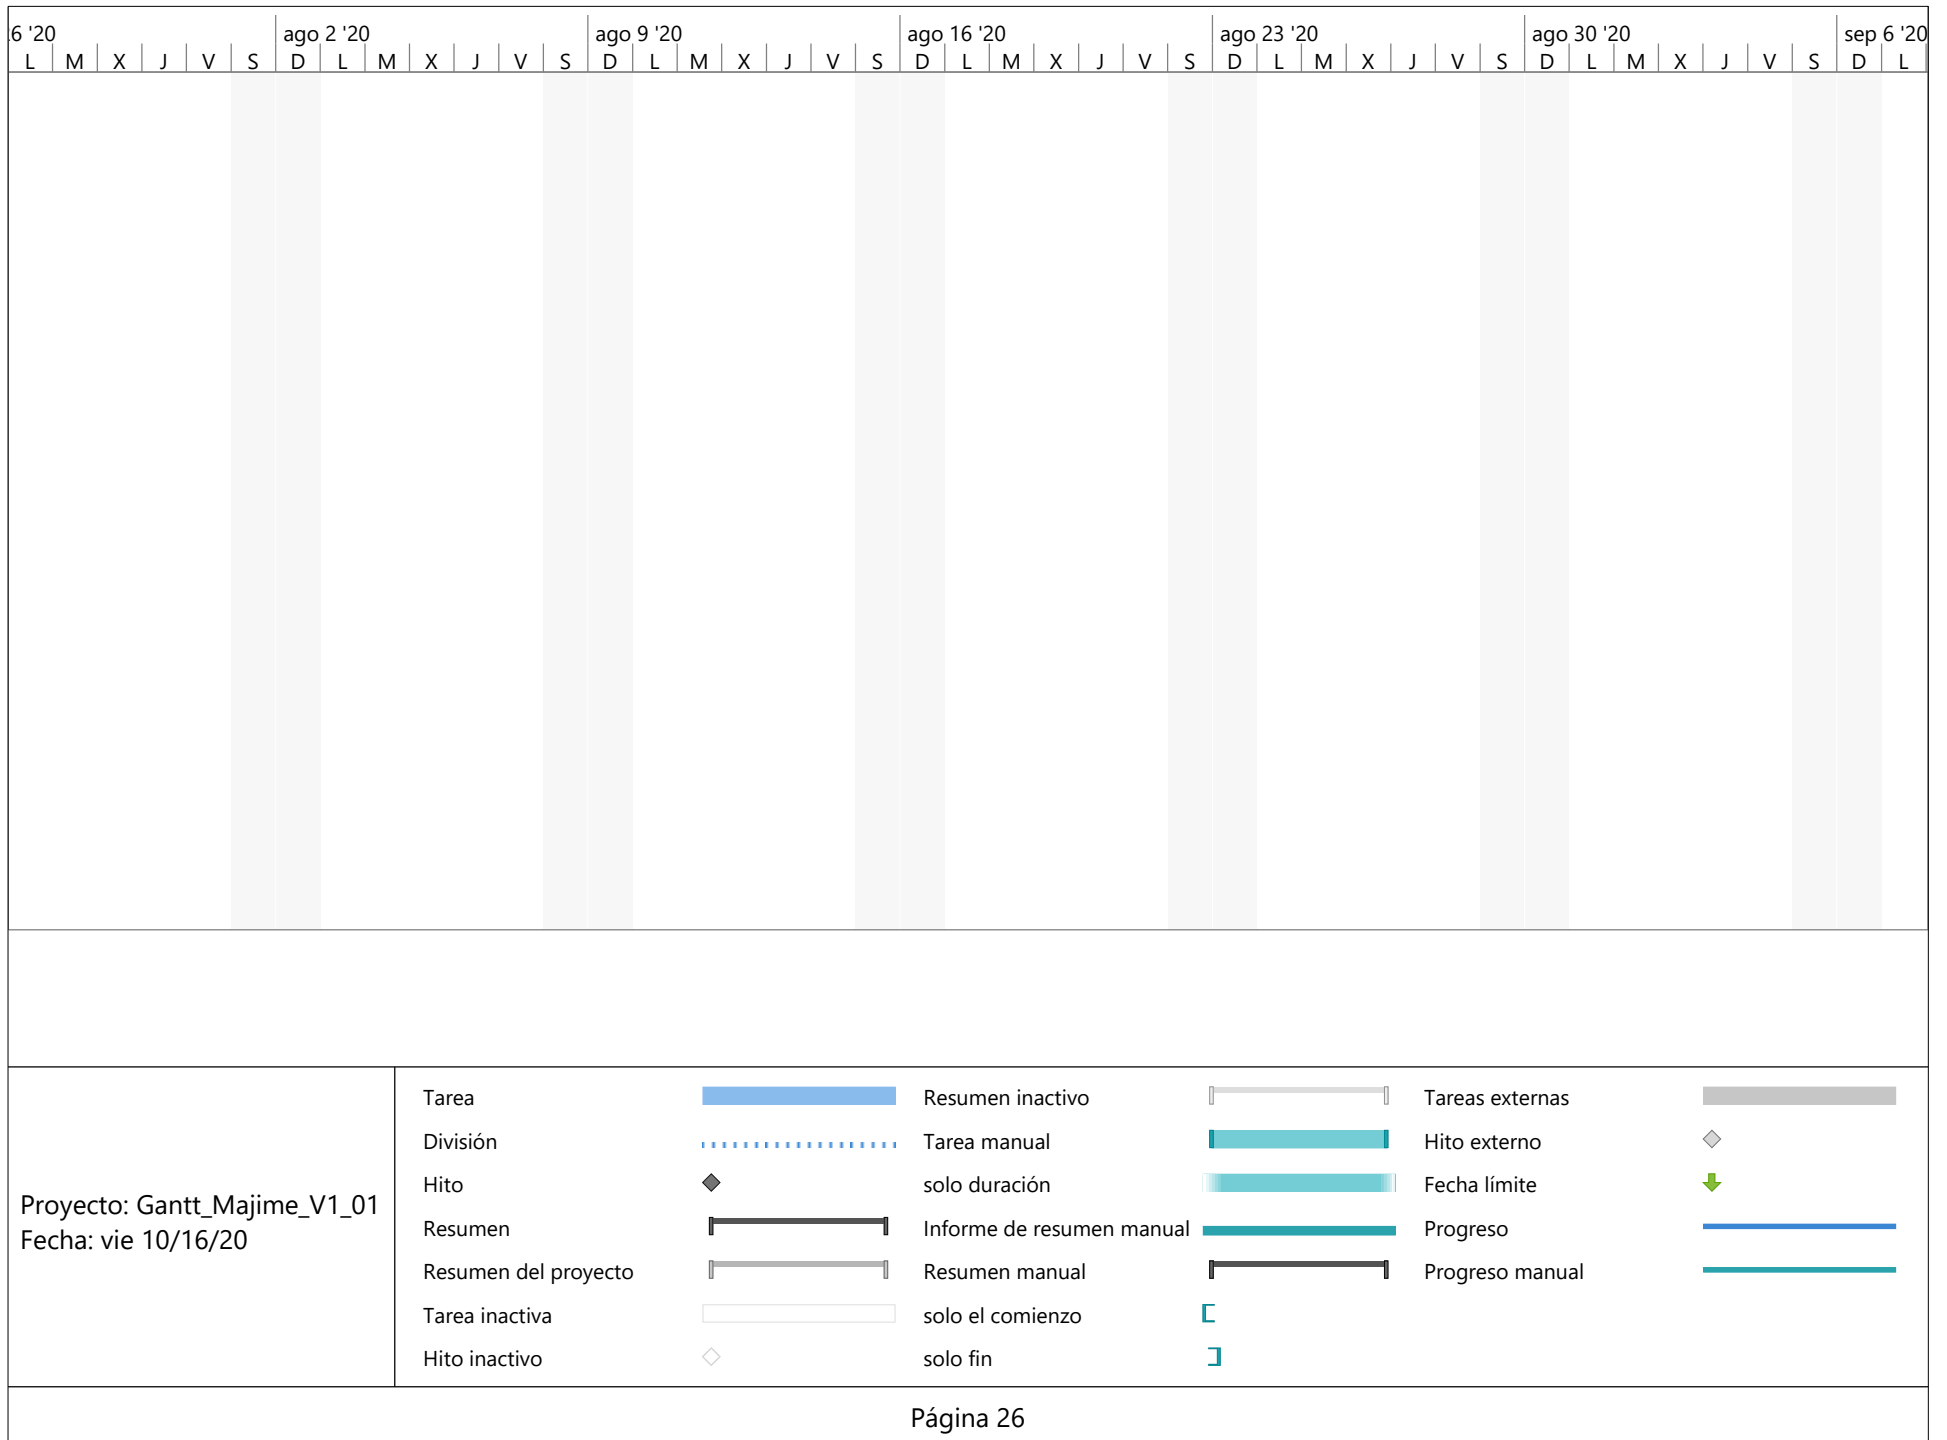 6 '20 ago 2 '20 ago 9 '20 ago 16 '20 ago 23 '20 ago 30 '20 sep 6 '20
L M X J V S D L M X J V S D L M X J V S D L M X J V S D L M X J V S D L M X J V S D L
Tarea
División
Hito
Resumen
Resumen del proyecto
Tarea inactiva
Hito inactivo
Resumen inactivo
Tarea manual
solo duración
Informe de resumen manual
Resumen manual
solo el comienzo
solo fin
Tareas externas
Hito externo
Fecha límite
Progreso
Progreso manual
Proyecto: Gantt_Majime_V1_01
Fecha: vie 10/16/20
Página 26